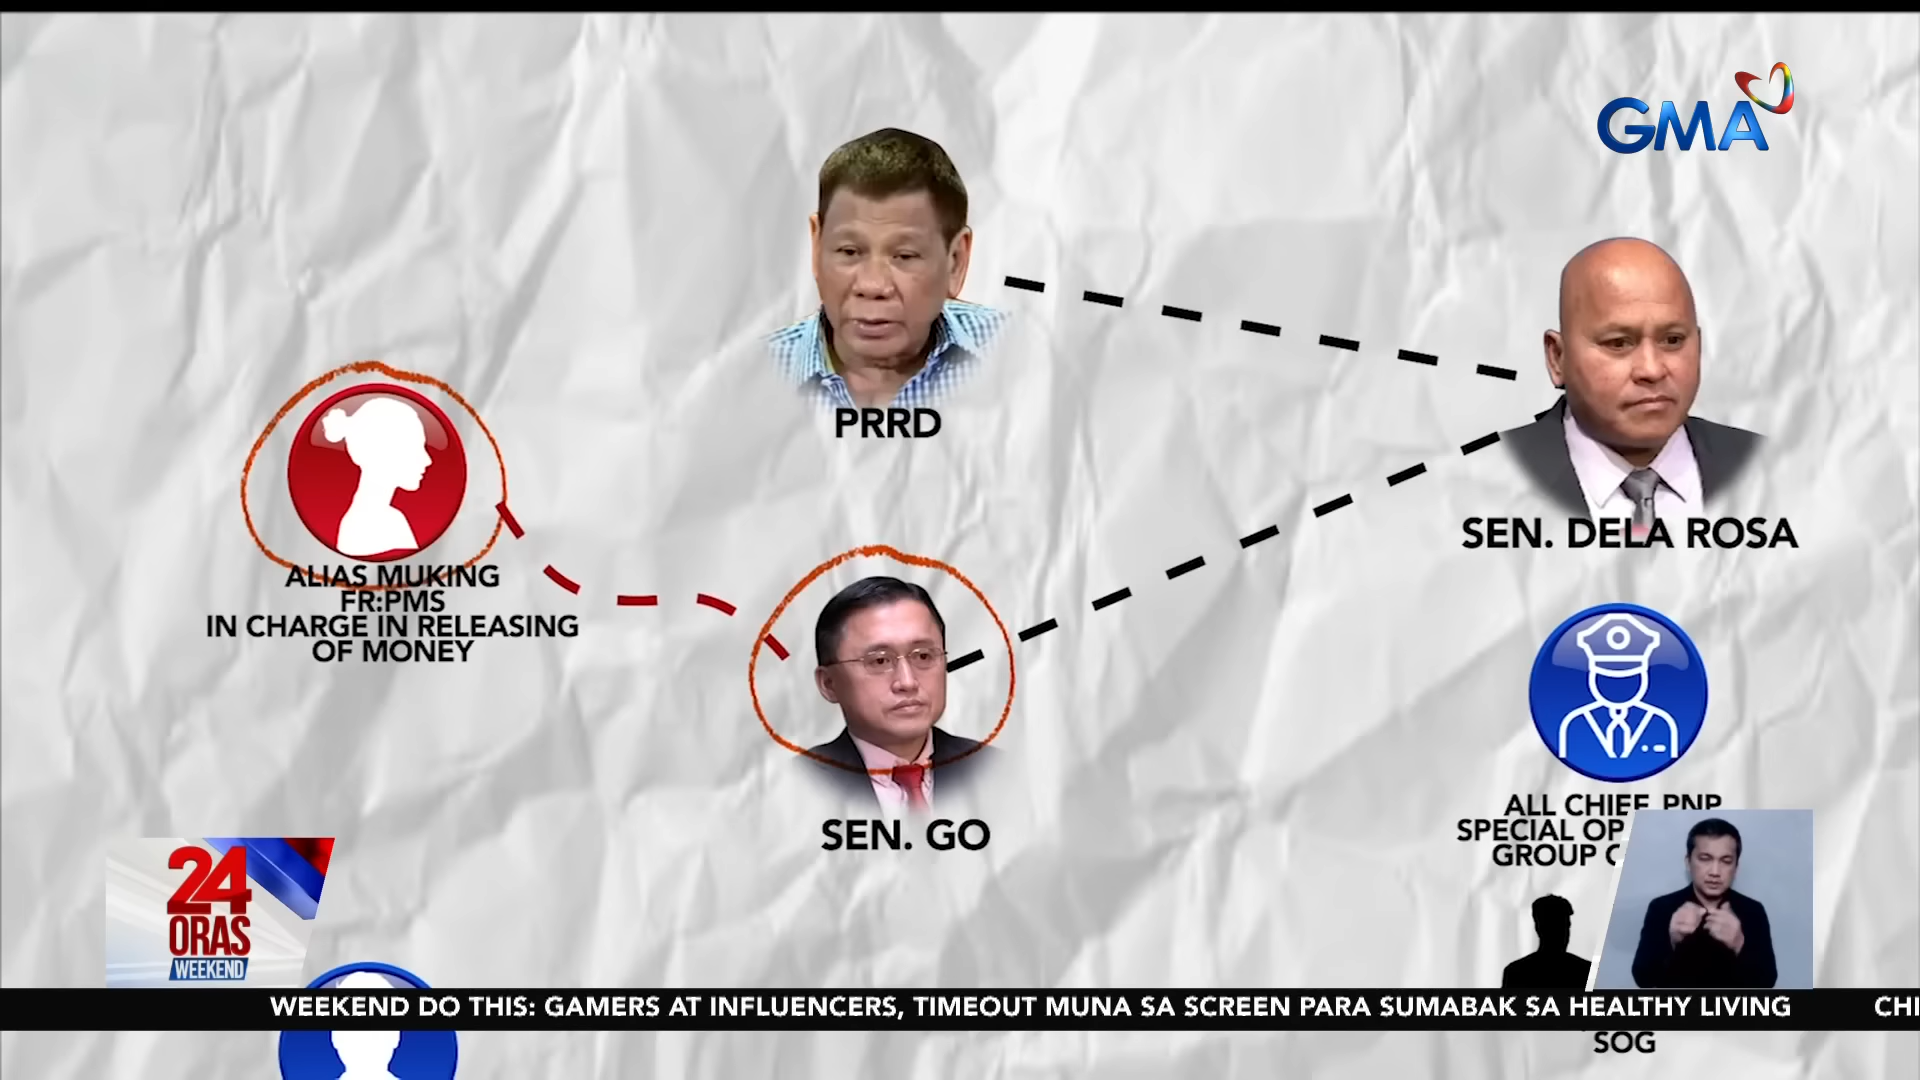 GMA
PRRD
SEN. DELA ROSA
ALIAS MUKING
FR:PMS
IN CHARGE IN RELEASING
OF MONEY
SEN. GO
ALL CHIEF, PNP
SPECIAL OP
GROUP
24
ORAS
WEEKEND
WEEKEND DO THIS: GAMERS AT INFLUENCERS, TIMEOUT MUNA SA SCREEN PARA SUMABAK SA HEALTHY LIVING CHI
SOG